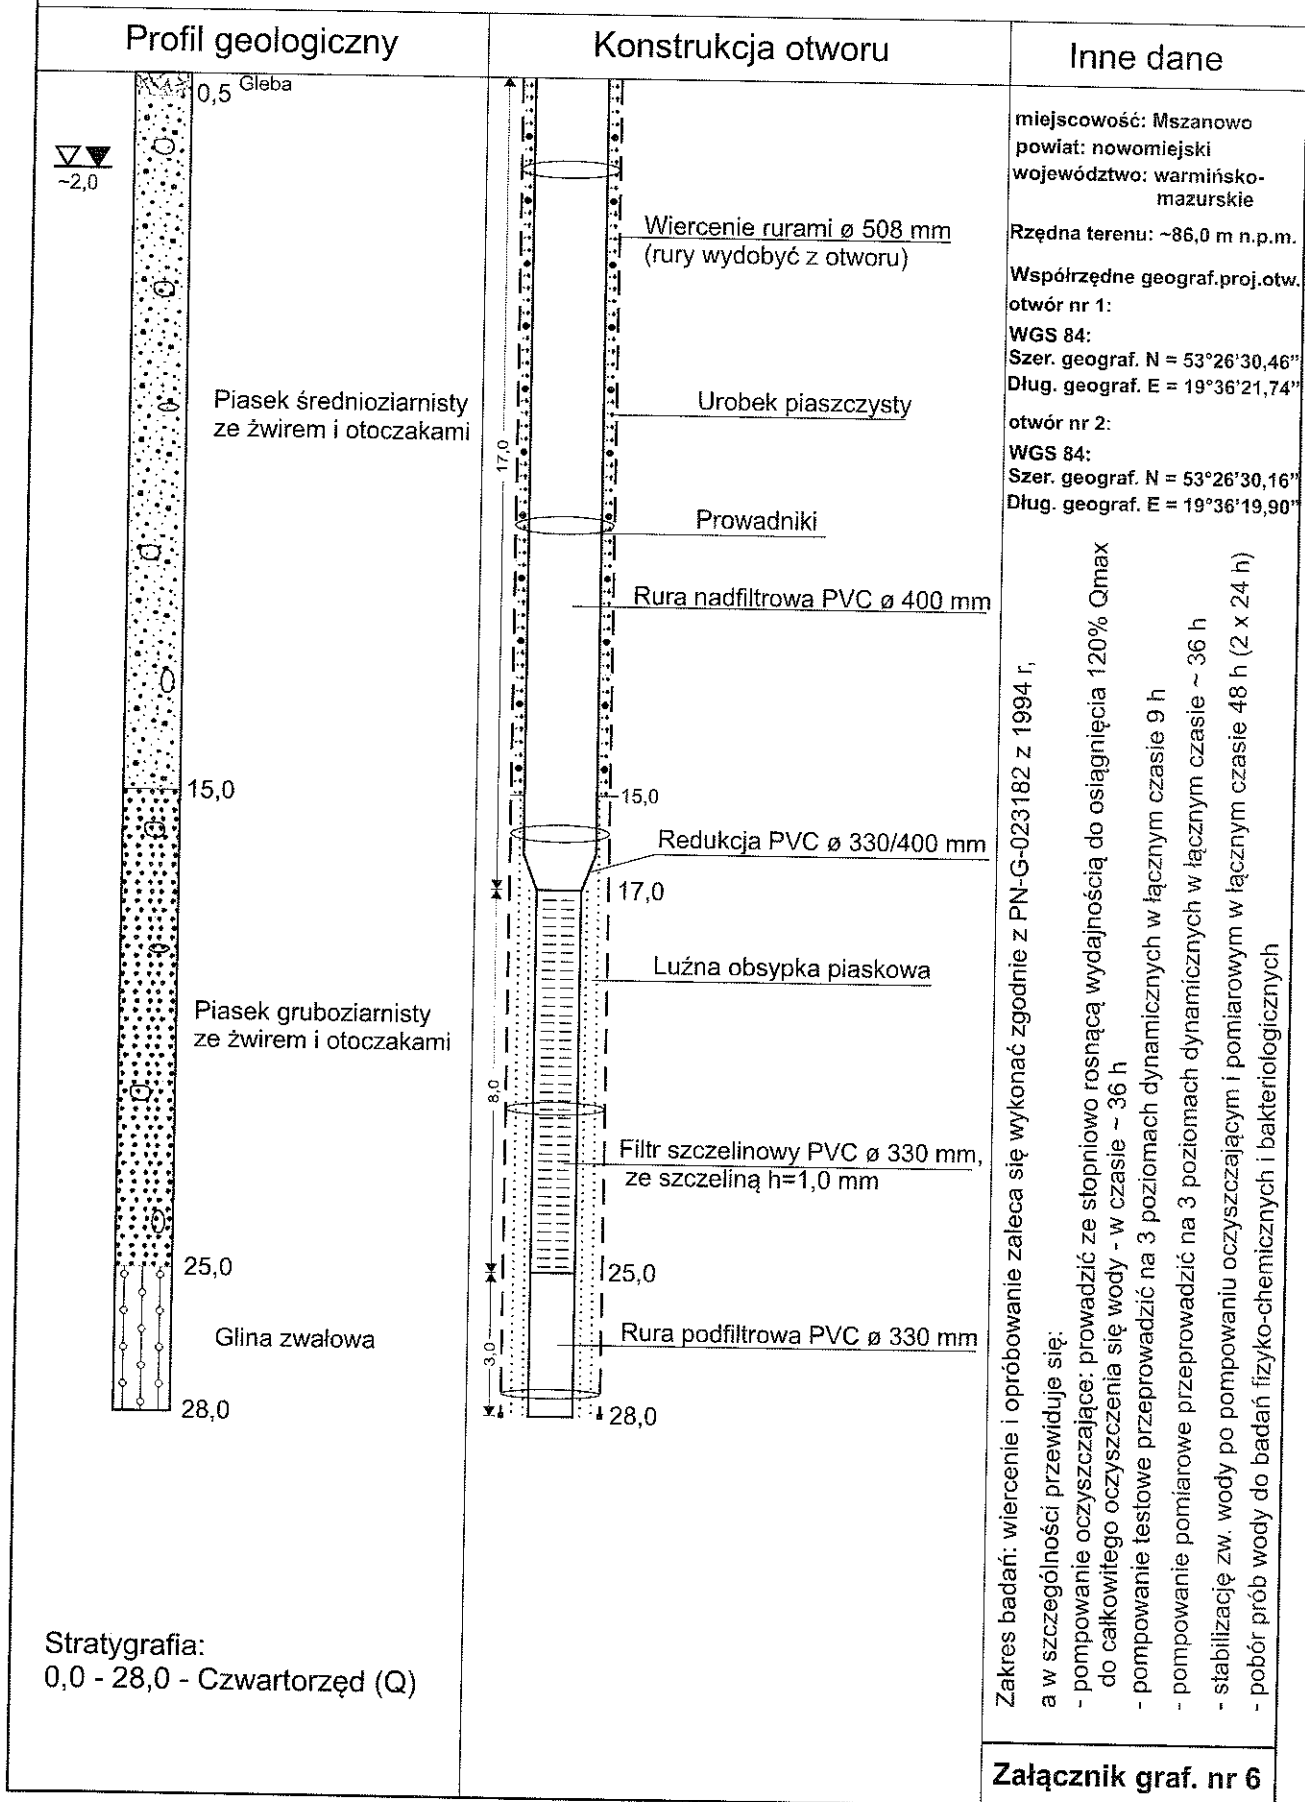 Profil geologiczny
Konstrukcja otworu
Inne dane
0,5 Gleba
~2,0
Piasek średnioziarnisty
ze żwirem i otoczakami
15,0
Piasek gruboziarnisty
ze żwirem i otoczakami
25,0
Glina zwałowa
28,0
Stratygrafia:
0,0 - 28,0 - Czwartorzęd (Q)
17,0
8,0
3,0
Wiercenie rurami ø 508 mm
(rury wydobyć z otworu)
Urobek piaszczysty
Prowadniki
Rura nadfiltrowa PVC ø 400 mm
15,0
Redukcja PVC ø 330/400 mm
17,0
Luźna obsypka piaskowa
Filtr szczelinowy PVC ø 330 mm,
ze szczeliną h=1,0 mm
25,0
Rura podfiltrowa PVC ø 330 mm
28,0
miejscowość: Mszanowo
powiat: nowomiejski
województwo: warmińsko-
mazurskie
Rzędna terenu: ~86,0 m n.p.m.
Współrzędne geograf.proj.otw.
otwór nr 1:
WGS 84:
Szer. geograf. N = 53°26'30,46"
Dług. geograf. E = 19°36'21,74"
otwór nr 2:
WGS 84:
Szer. geograf. N = 53°26'30,16"
Dług. geograf. E = 19°36'19,90"
Zakres badań: wiercenie i opróbowanie zaleca się wykonać zgodnie z PN-G-023182 z 1994 r,
a w szczególności przewiduje się:
- pompowanie oczyszczające: prowadzić ze stopniowo rosnącą wydajnością do osiągnięcia 120% Qmax
do całkowitego oczyszczenia się wody - w czasie ~ 36 h
- pompowanie testowe przeprowadzić na 3 poziomach dynamicznych w łącznym czasie 9 h
- pompowanie pomiarowe przeprowadzić na 3 poziomach dynamicznych w łącznym czasie ~ 36 h
- stabilizację zw. wody po pompowaniu oczyszczającym i pomiarowym w łącznym czasie 48 h (2 x 24 h)
- pobór prób wody do badań fizyko-chemicznych i bakteriologicznych
Załącznik graf. nr 6